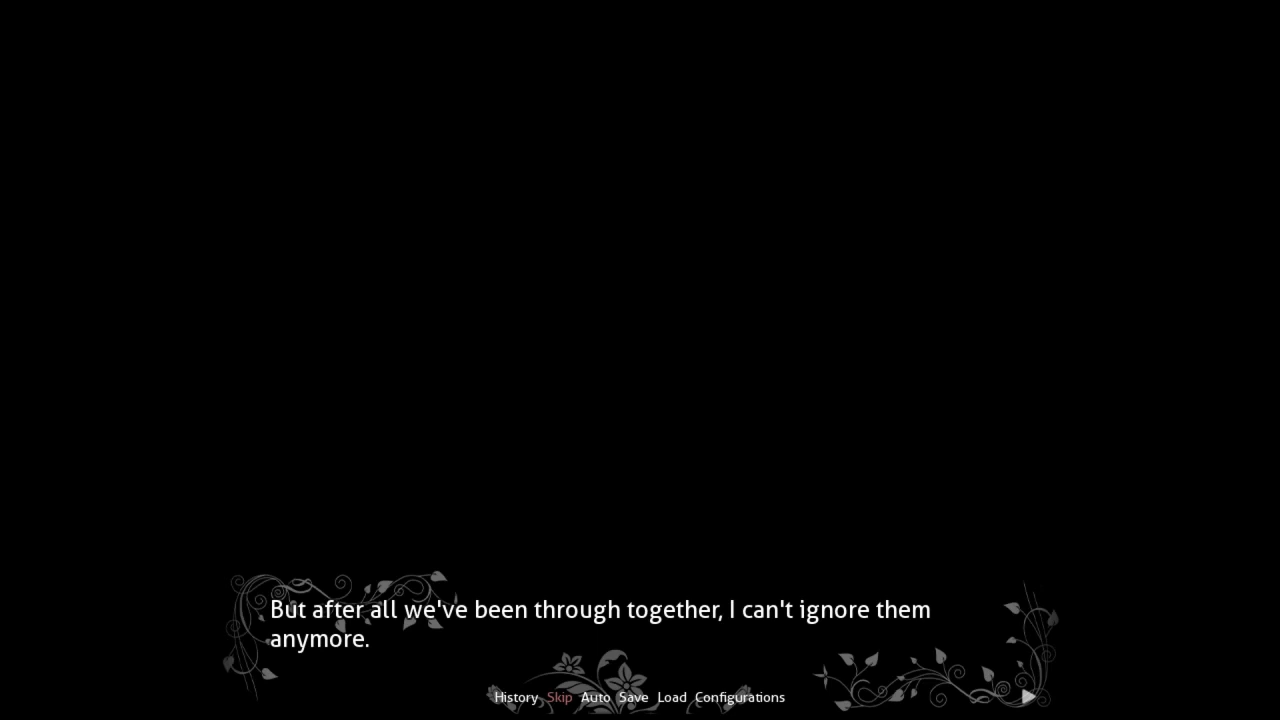 But after all we've been through together, I can't ignore them
anymore.
History Skip Auto Save Load Configurations